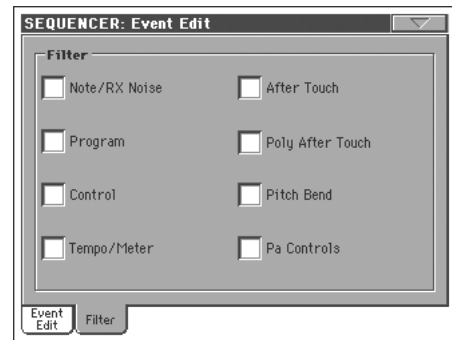 SEQUENCER: Event Edit
Filter
Note/RX Noise
After Touch
Program
Poly After Touch
Control
Pitch Bend
Tempo/Meter
Pa Controls
Event
Edit
Filter